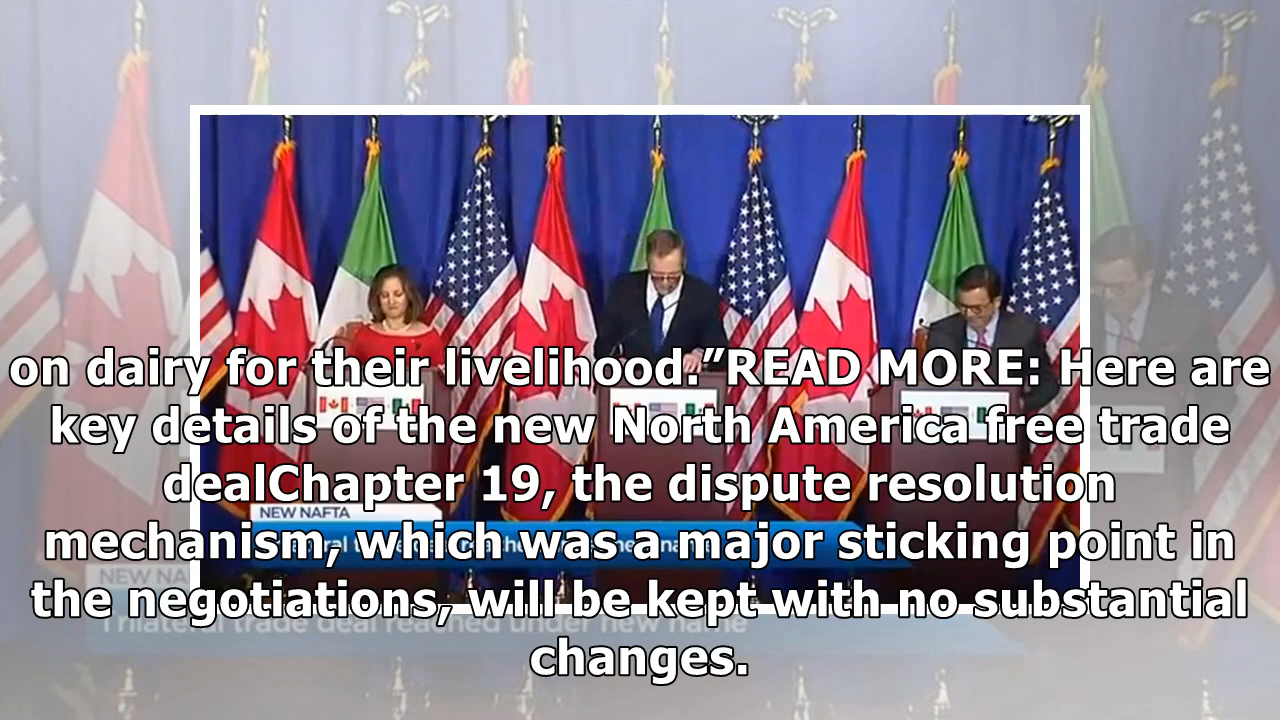 on dairy for their livelihood.”READ MORE: Here are
key details of the new North America free trade
dealChapter 19, the dispute resolution
NEW NAFTA
mechanism, which was a major sticking point in
NEW NA
the negotiations, will be kept with no substantial
Trilateral trade deal reached under new name
changes.